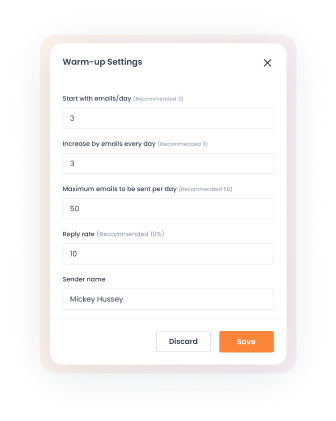 Warm-up Settings
Start with emails/day (Recommended 3)
3
Increase by emails every day (Recommended 3)
3
Maximum emails to be sent per day (Recommended 50)
50
Reply rate (Recommended 10%)
10
Sender name
Mickey Hussey
Discard Save